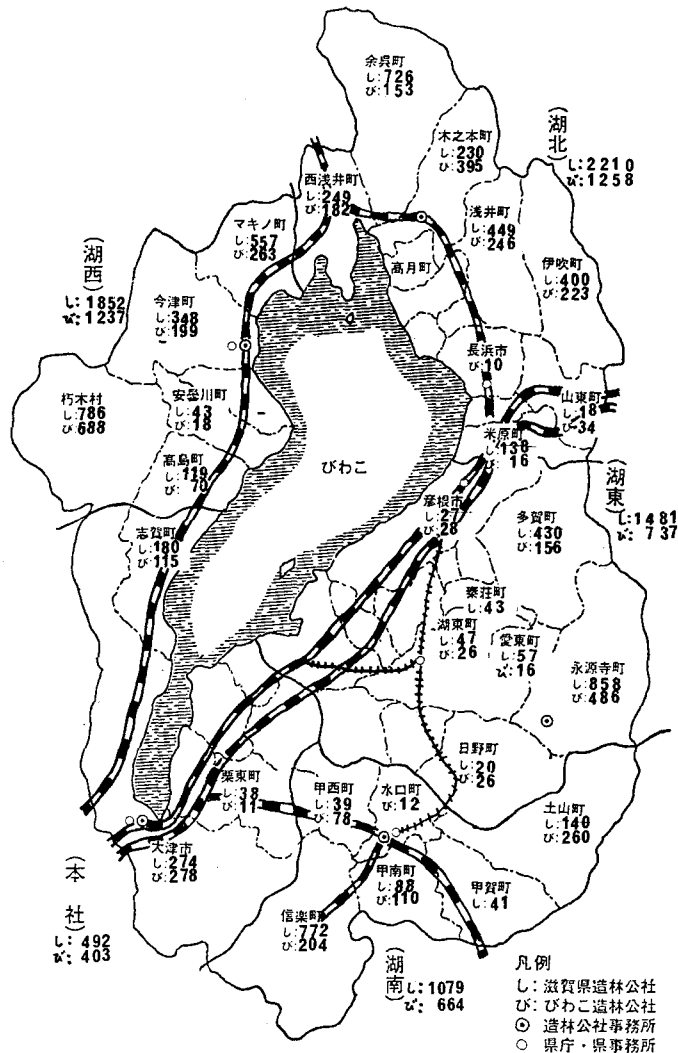 余呉町
し:726
び:153
木之本町
し:230
び:395
(湖北)
し:2210
び:1258
西浅井町
し:249
び:182
浅井町
し:449
び:246
マキノ町
し:557
び:263
高月町
伊吹町
し:400
び:223
(湖西)
し:1852
び:1237
今津町
し:348
び:199
長浜市
び:10
朽木村
し:786
び:688
安曇川町
し:43
び:18
山東町
し:18
び:34
米原町
し:138
び:16
高島町
し:119
び:70
びわこ
(湖東)
し:1481
び:737
彦根市
し:27
び:28
多賀町
し:430
び:156
志賀町
し:180
び:115
秦荘町
し:43
湖東町
し:47
び:26
愛東町
し:57
び:16
永源寺町
し:858
び:486
日野町
し:20
び:26
栗東町
し:38
び:11
甲西町
し:39
び:78
水口町
び:12
土山町
し:140
び:260
大津市
し:274
び:278
(本社)
し:492
び:403
甲南町
し:88
び:110
甲賀町
し:41
信楽町
し:772
び:204
(湖南)
し:1079
び:664
凡例
し:滋賀県造林公社
び:びわこ造林公社
◎ 造林公社事務所
○ 県庁・県事務所